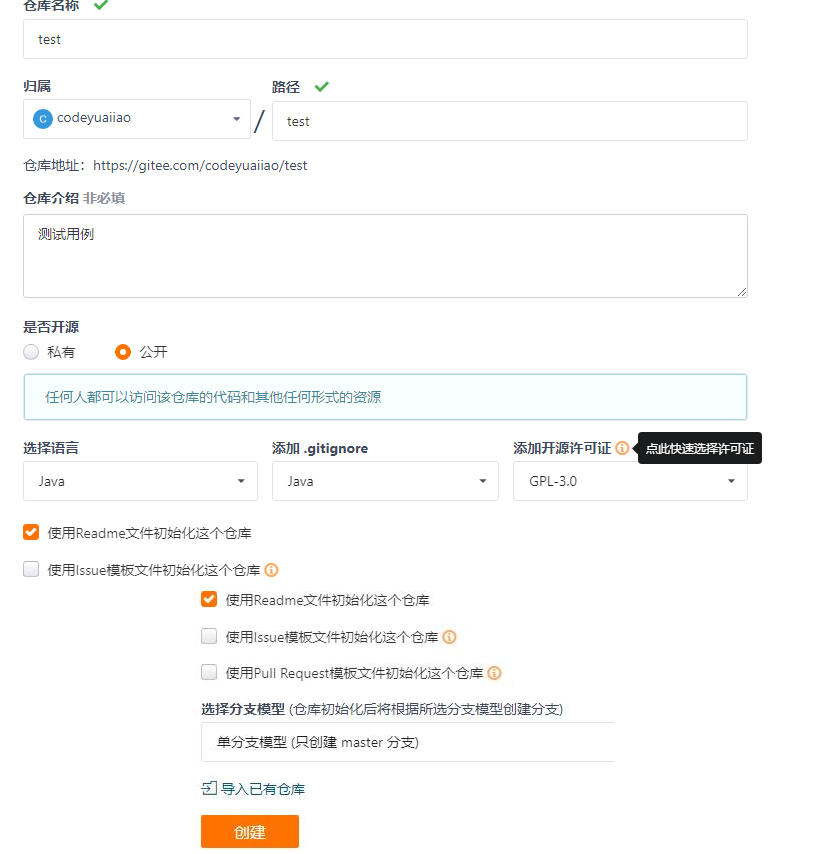 仓库名称
test
归属
路径
C codeyuaiiao
/
test
仓库地址：https://gitee.com/codeyuaiiao/test
仓库介绍 非必填
测试用例
是否开源
私有
公开
任何人都可以访问该仓库的代码和其他任何形式的资源
选择语言
添加 .gitignore
添加开源许可证
点此快速选择许可证
Java
Java
GPL-3.0
使用Readme文件初始化这个仓库
使用Issue模板文件初始化这个仓库
使用Readme文件初始化这个仓库
使用Issue模板文件初始化这个仓库
使用Pull Request模板文件初始化这个仓库
选择分支模型 (仓库初始化后将根据所选分支模型创建分支)
单分支模型 (只创建 master 分支)
导入已有仓库
创建